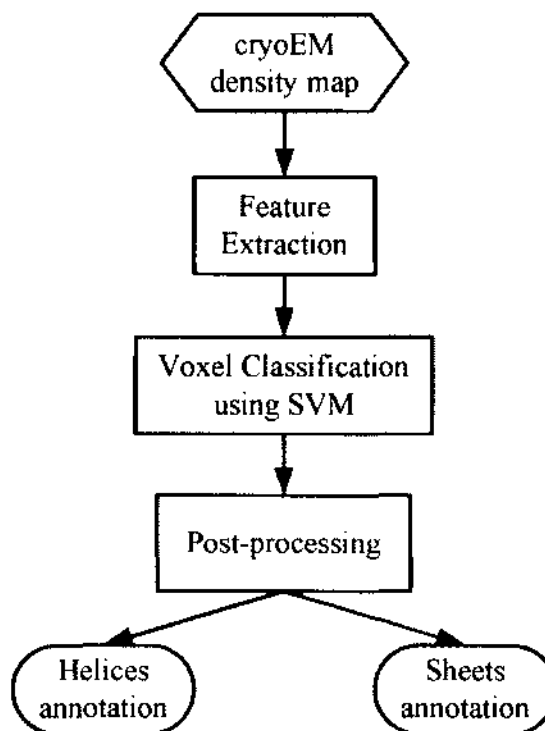 cryoEM
density map
Feature
Extraction
Voxel Classification
using SVM
Post-processing
Helices
annotation
Sheets
annotation